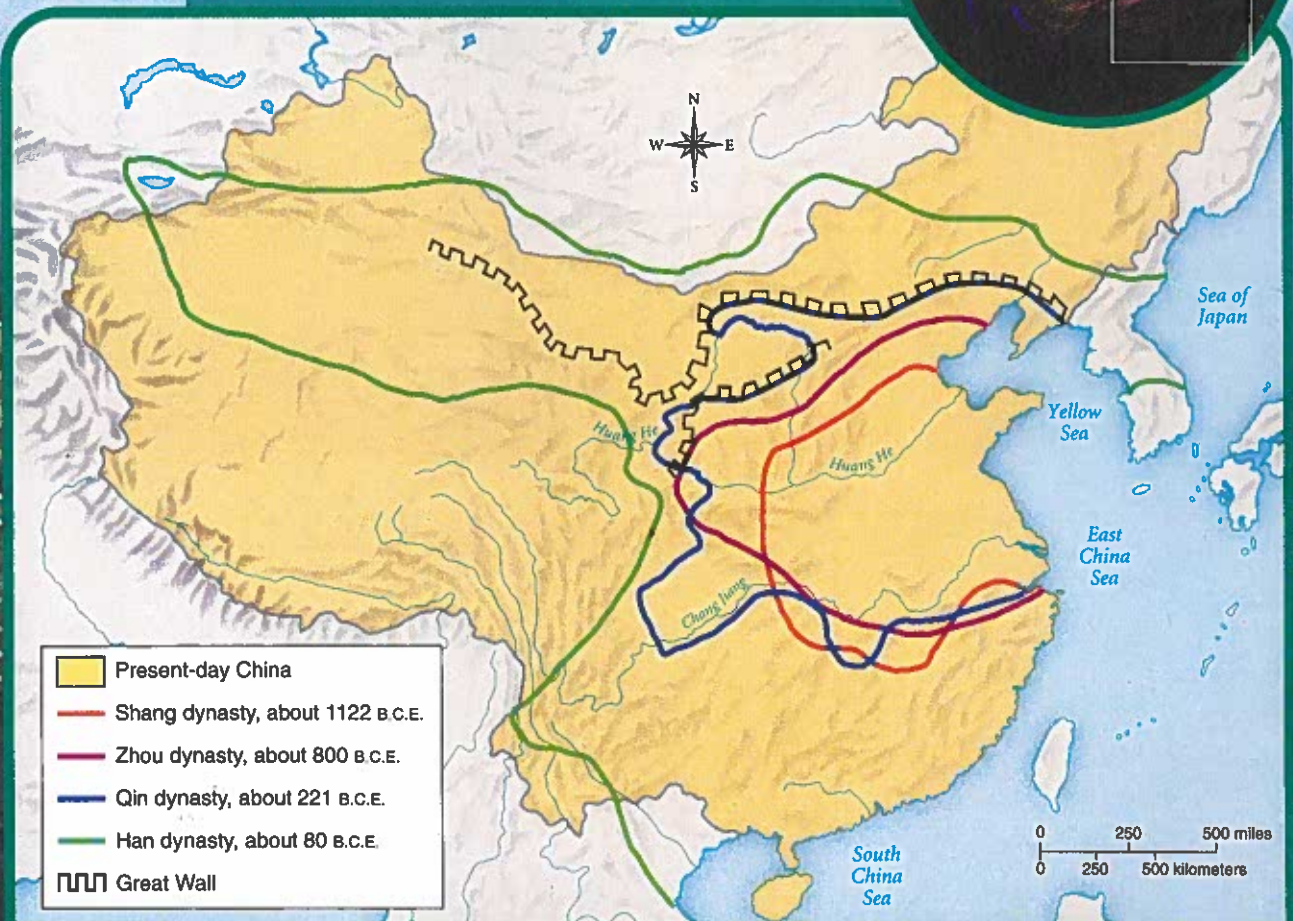 N
W E
S
Sea of
Japan
Yellow
Sea
Huang He
Huang He
East
China
Sea
Chang Jiang
Present-day China
Shang dynasty, about 1122 B.C.E.
Zhou dynasty, about 800 B.C.E.
Qin dynasty, about 221 B.C.E.
Han dynasty, about 80 B.C.E.
Great Wall
0 250 500 miles
0 250 500 kilometers
South
China
Sea